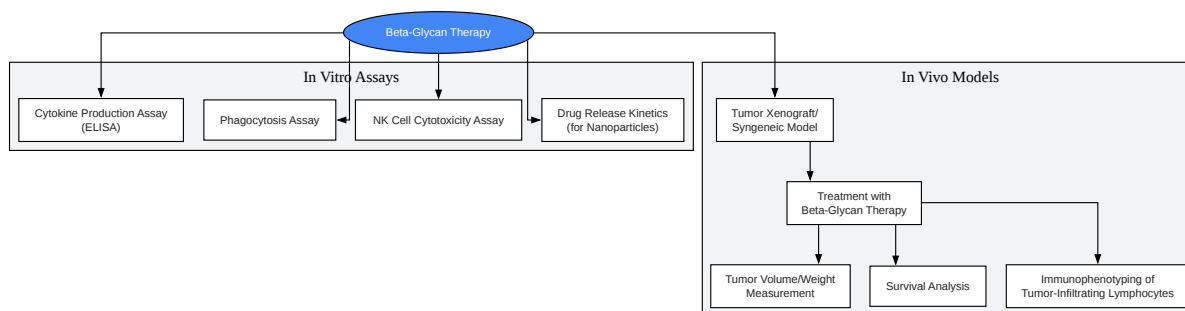 Beta-Glycan Therapy
In Vitro Assays
Cytokine Production Assay
(ELISA)
Phagocytosis Assay
NK Cell Cytotoxicity Assay
Drug Release Kinetics
(for Nanoparticles)
In Vivo Models
Tumor Xenograft/
Syngeneic Model
Treatment with
Beta-Glycan Therapy
Tumor Volume/Weight
Measurement
Survival Analysis
Immunophenotyping of
Tumor-Infiltrating Lymphocytes